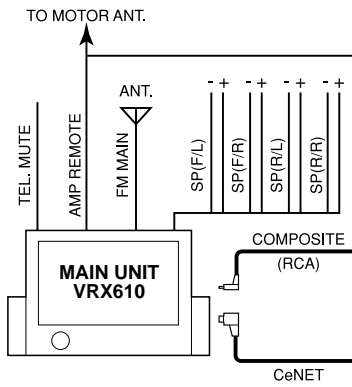 TO MOTOR ANT.
ANT.
- + - + - + - +
TEL. MUTE
AMP REMOTE
FM MAIN
SP(F/L)
SP(F/R)
SP(R/L)
SP(R/R)
MAIN UNIT
VRX610
COMPOSITE
(RCA)
CeNET